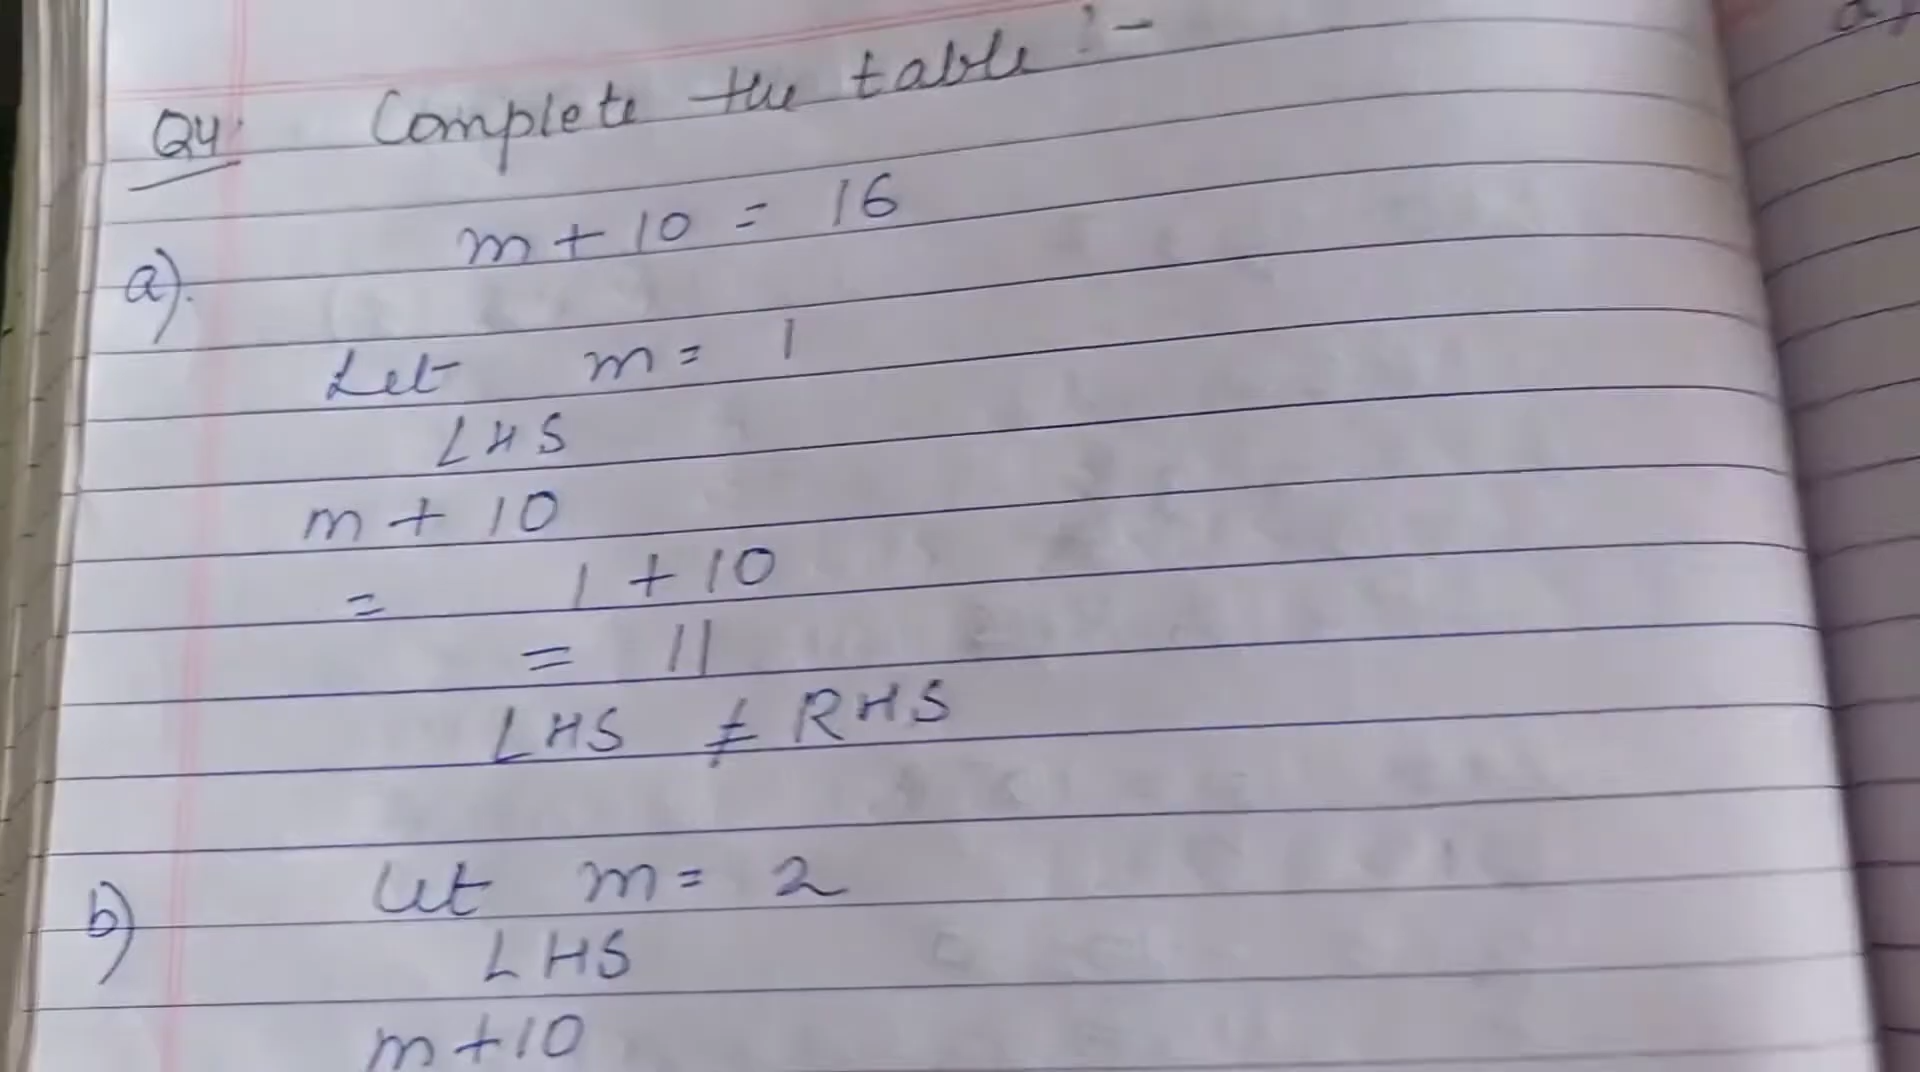 Q4. Complete the table :-
a). m + 10 = 16
Let m = 1
LHS
m + 10
= 1 + 10
= 11
LHS ≠ RHS
b) Let m = 2
LHS
m + 10